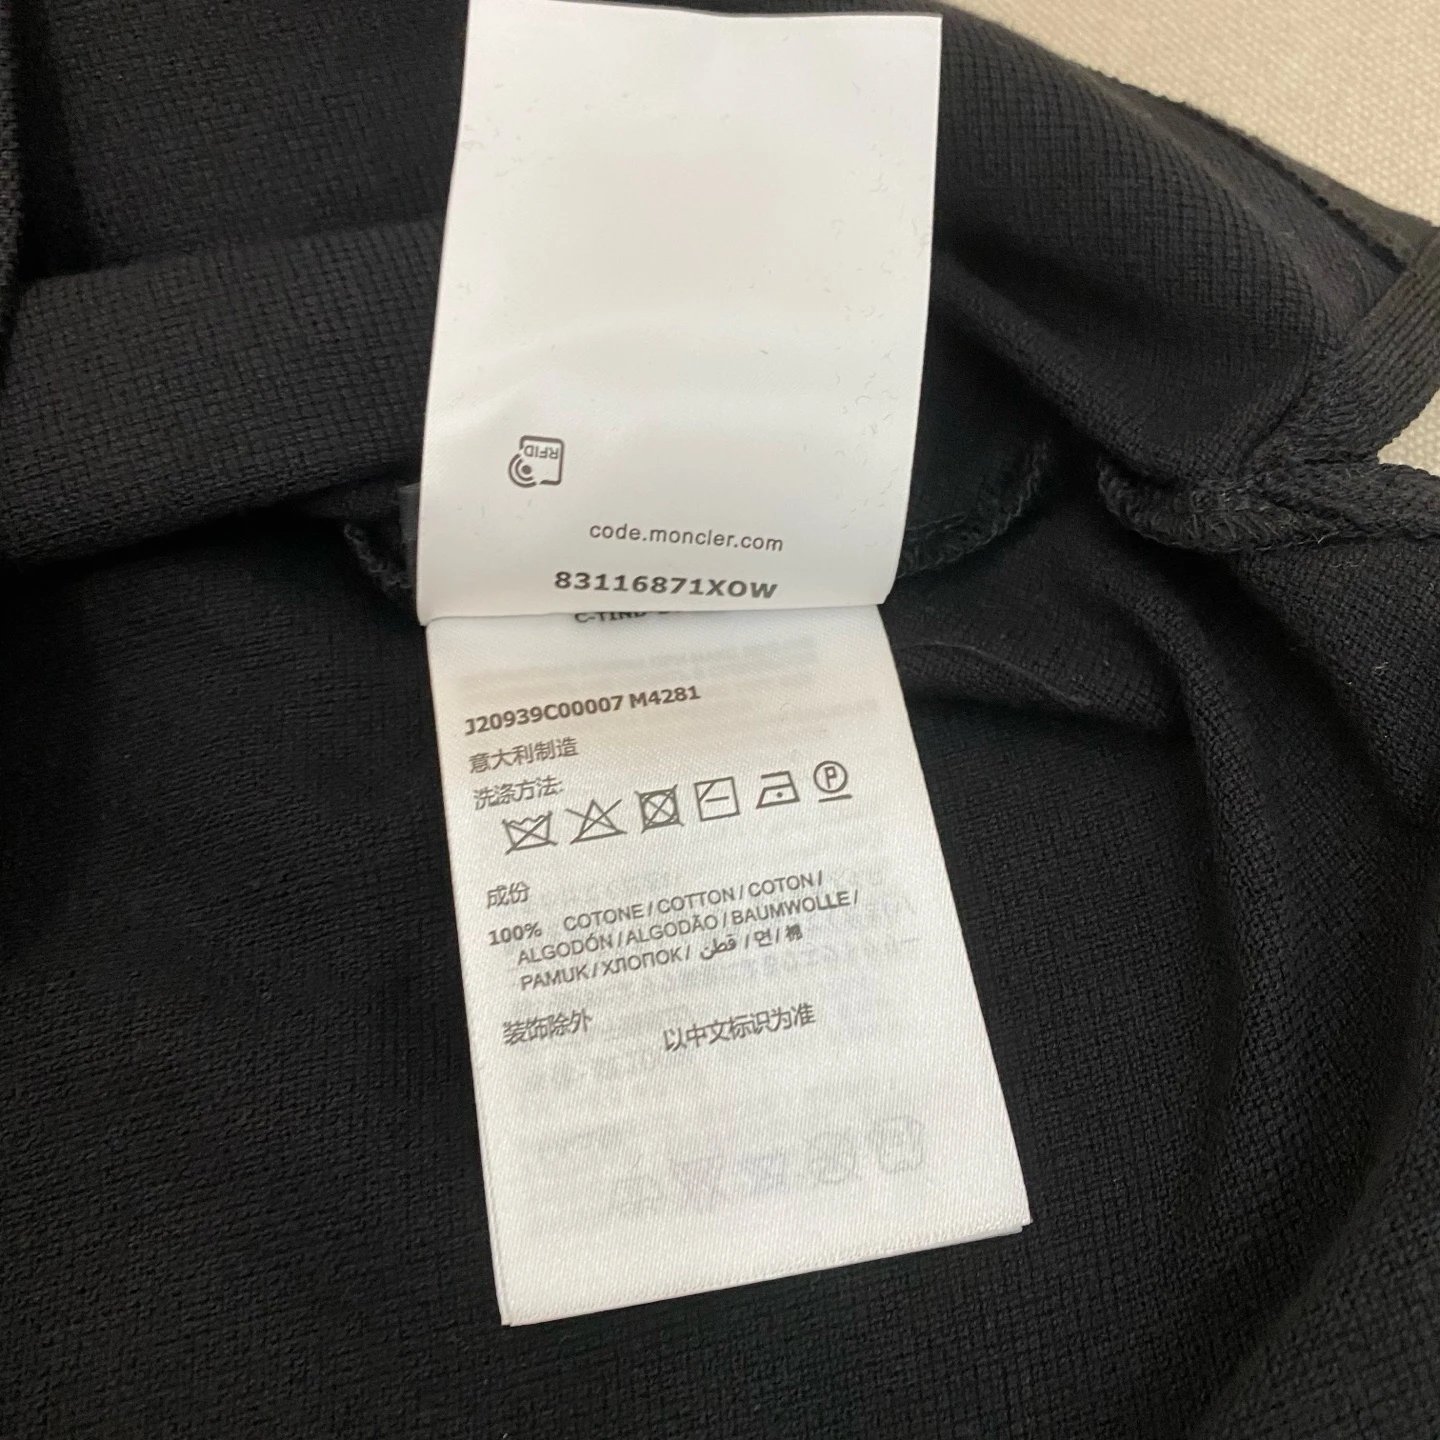 RFID
code.moncler.com
83116871XOW
J20939C00007 M4281
意大利制造
洗涤方法:
P
成份
100% COTONE / COTTON / COTON /
ALGODÓN / ALGODÃO / BAUMWOLLE /
PAMUK / ХЛОПОК / قطن / 면 / 棉
装饰除外 以中文标识为准